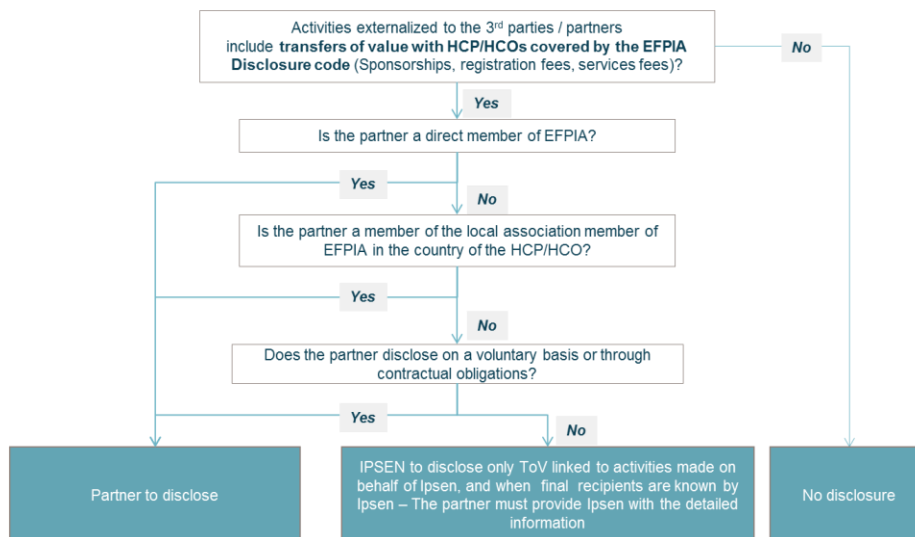 Activities externalized to the 3rd parties / partners
include transfers of value with HCP/HCOs covered by the EFPIA
Disclosure code (Sponsorships, registration fees, services fees)?
No
Yes
Is the partner a direct member of EFPIA?
Yes
No
Is the partner a member of the local association member of
EFPIA in the country of the HCP/HCO?
Yes
No
Does the partner disclose on a voluntary basis or through
contractual obligations?
Yes
No
Partner to disclose
IPSEN to disclose only ToV linked to activities made on
behalf of Ipsen, and when final recipients are known by
Ipsen – The partner must provide Ipsen with the detailed
information
No disclosure